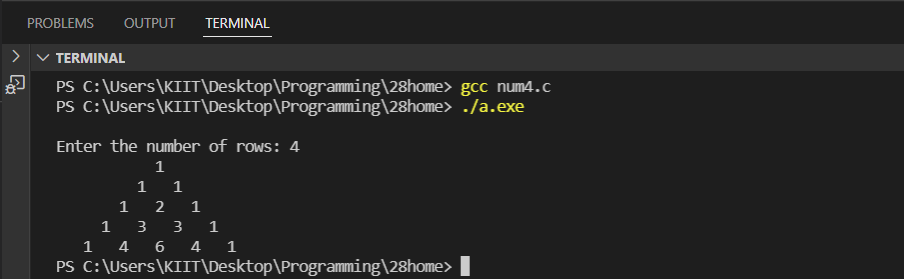 PROBLEMS OUTPUT TERMINAL
TERMINAL
PS C:\Users\KIIT\Desktop\Programming\28home> gcc num4.c
PS C:\Users\KIIT\Desktop\Programming\28home> ./a.exe
Enter the number of rows: 4
1
1 1
1 2 1
1 3 3 1
1 4 6 4 1
PS C:\Users\KIIT\Desktop\Programming\28home>